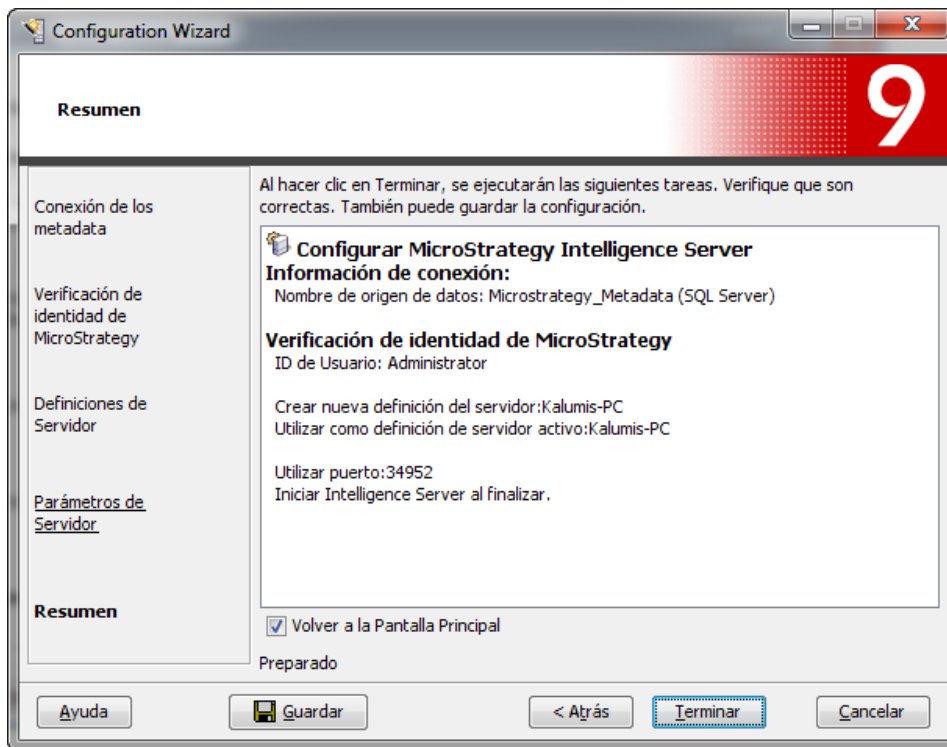 Configuration Wizard
Resumen
9
Conexión de los
metadata
Verificación de
identidad de
MicroStrategy
Definiciones de
Servidor
Parámetros de
Servidor
Resumen
Al hacer clic en Terminar, se ejecutarán las siguientes tareas. Verifique que son
correctas. También puede guardar la configuración.
Configurar MicroStrategy Intelligence Server
Información de conexión:
Nombre de origen de datos: Microstrategy_Metadata (SQL Server)
Verificación de identidad de MicroStrategy
ID de Usuario: Administrator
Crear nueva definición del servidor:Kalumis-PC
Utilizar como definición de servidor activo:Kalumis-PC
Utilizar puerto:34952
Iniciar Intelligence Server al finalizar.
Volver a la Pantalla Principal
Preparado
Ayuda
Guardar
< Atrás
Terminar
Cancelar